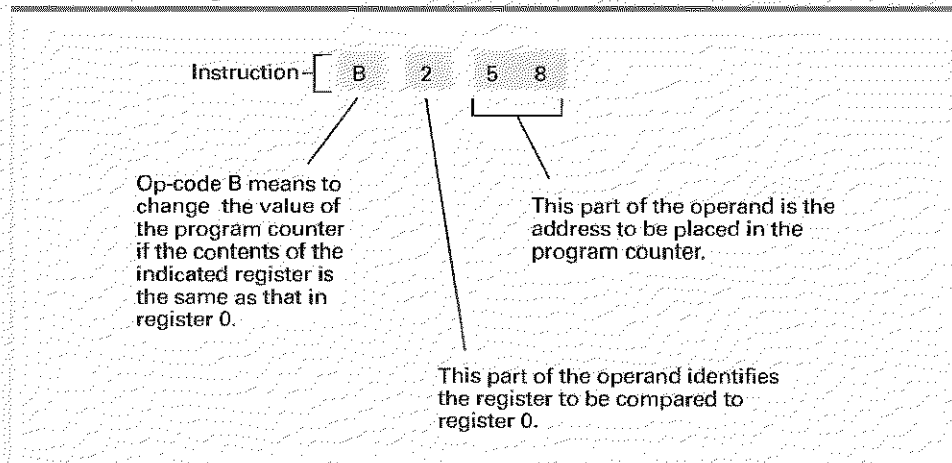 Instruction B 2 5 8
Op-code B means to
change the value of
the program counter
if the contents of the
indicated register is
the same as that in
register 0.
This part of the operand is the
address to be placed in the
program counter.
This part of the operand identifies
the register to be compared to
register 0.